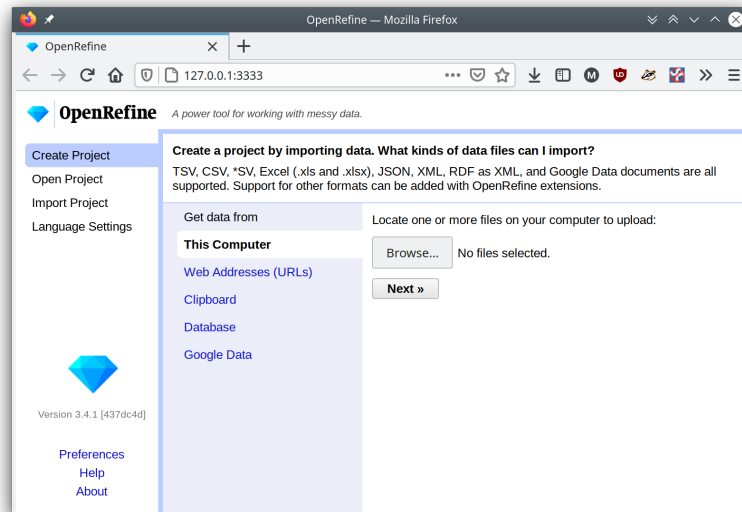 OpenRefine — Mozilla Firefox
OpenRefine
127.0.0.1:3333
OpenRefine A power tool for working with messy data.
Create Project
Open Project
Import Project
Language Settings
Create a project by importing data. What kinds of data files can I import?
TSV, CSV, *SV, Excel (.xls and .xlsx), JSON, XML, RDF as XML, and Google Data documents are all
supported. Support for other formats can be added with OpenRefine extensions.
Get data from
This Computer
Web Addresses (URLs)
Clipboard
Database
Google Data
Locate one or more files on your computer to upload:
Browse... No files selected.
Next »
Version 3.4.1 [437dc4d]
Preferences
Help
About